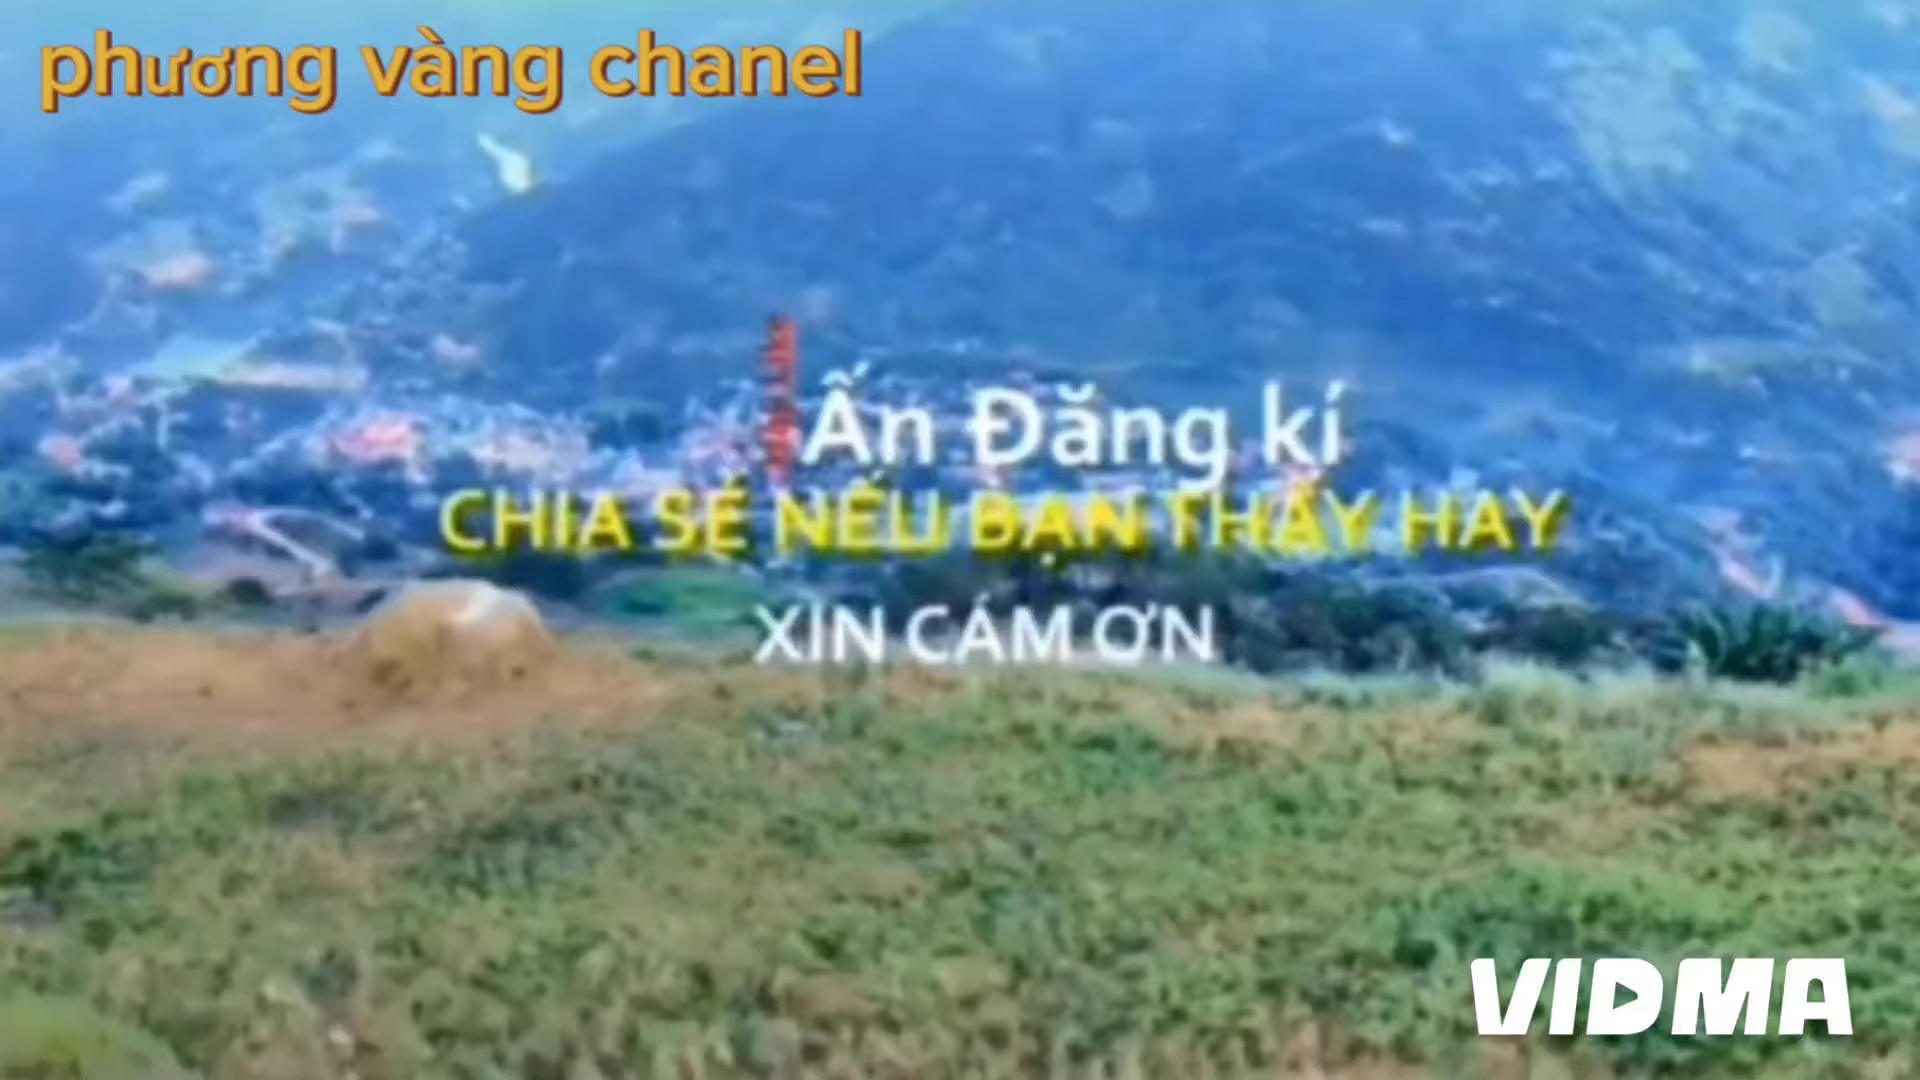 phương vàng chanel
Ấn Đăng kí
CHIA SẺ NẾU BẠN THẤY HAY
XIN CÁM ƠN
VIDMA